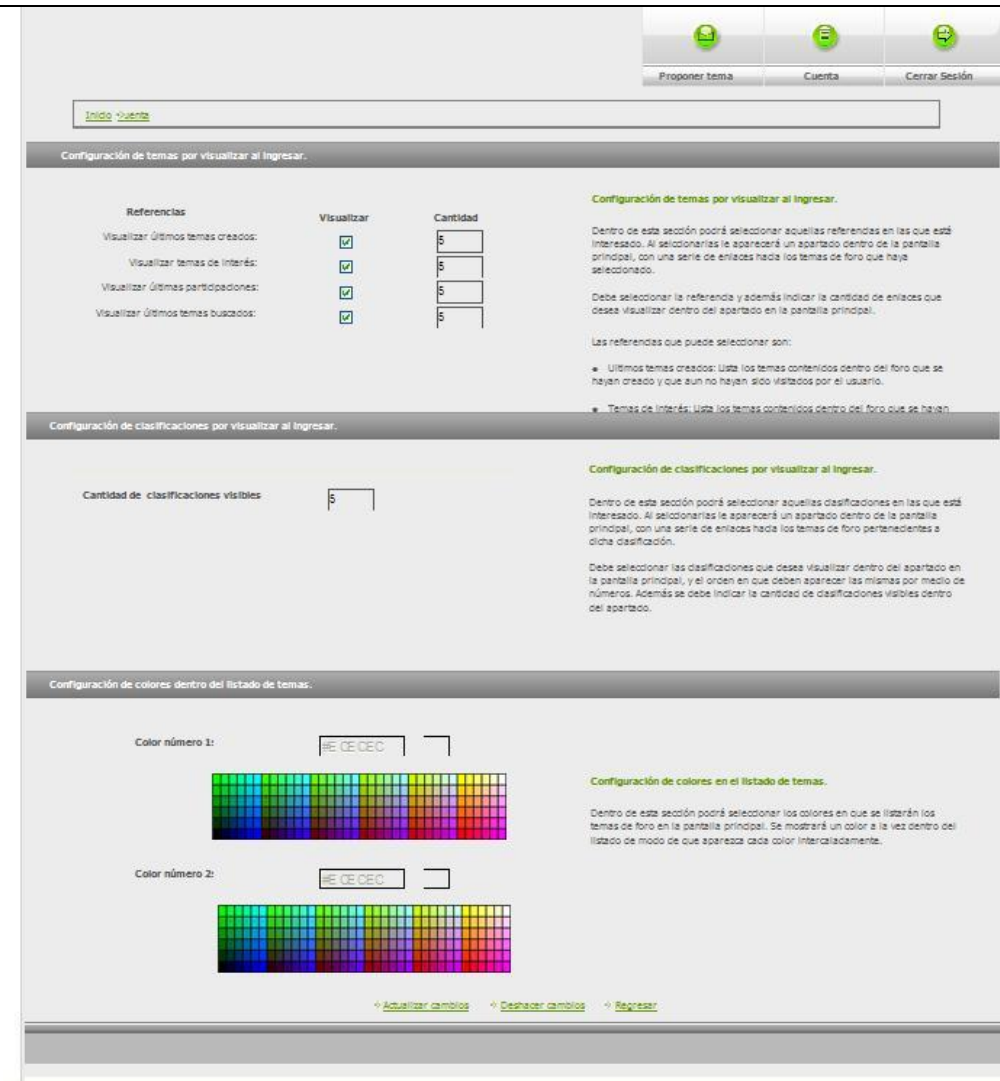 Proponer tema Cuenta Cerrar Sesión
Inicio Cuenta
Configuración de temas por visualizar al ingresar.
Referencias Visualizar Cantidad
Visualizar últimos temas creados: 5
Visualizar temas de interés: 5
Visualizar últimas participaciones: 5
Visualizar últimos temas buscados: 5
Configuración de temas por visualizar al ingresar.
Dentro de esta sección podrá seleccionar aquellas referencias en las que está
interesado. Al selccionarlas le aparecerá un apartado dentro de la pantalla
principal, con una serie de enlaces hacia los temas de foro que haya
seleccionado.
Debe seleccionar la referencia y además indicar la cantidad de enlaces que
desea visualizar dentro del apartado en la pantalla principal.
Las referencias que puede seleccionar son:
• Ultimos temas creados: Lista los temas contenidos dentro del foro que se
hayan creado y que aun no hayan sido visitados por el usuario.
• Temas de interés: Lista los temas contenidos dentro del foro que se hayan
Configuración de clasificaciones por visualizar al ingresar.
Cantidad de clasificaciones visibles 5
Configuración de clasificaciones por visualizar al ingresar.
Dentro de esta sección podrá seleccionar aquellas clasificaciones en las que está
interesado. Al selccionarlas le aparecerá un apartado dentro de la pantalla
principal, con una serie de enlaces hacia los temas de foro pertenecientes a
dicha clasificación.
Debe seleccionar las clasificaciones que desea visualizar dentro del apartado en
la pantalla principal, y el orden en que deben aparecer las mismas por medio de
números. Además se debe indicar la cantidad de clasificaciones visibles dentro
del apartado.
Configuración de colores dentro del listado de temas.
Color número 1: #ECECEC
Configuración de colores en el listado de temas.
Dentro de esta sección podrá seleccionar los colores en que se listarán los
temas de foro en la pantalla principal. Se mostrará un color a la vez dentro del
listado de modo de que aparezca cada color intercaladamente.
Color número 2: #ECECEC
Actualizar cambios Deshacer cambios Regresar